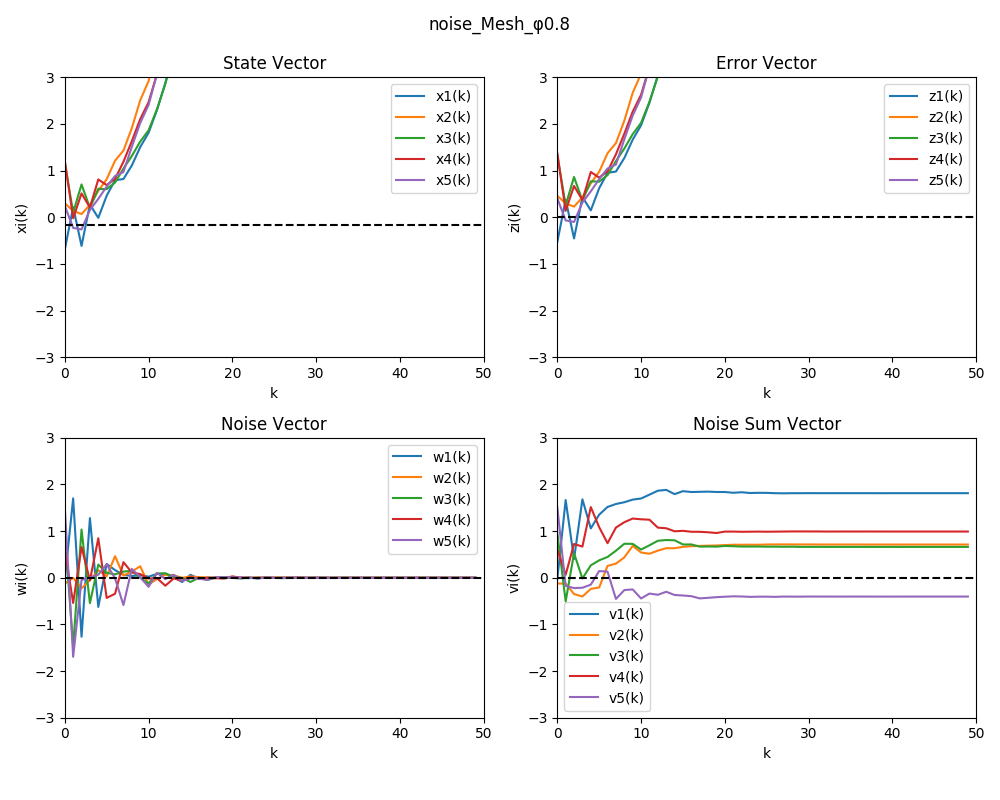 noise_Mesh_φ0.8
State Vector
3
2
1
0
−1
−2
−3
xi(k)
0 10 20 30 40 50
k
x1(k)
x2(k)
x3(k)
x4(k)
x5(k)
Error Vector
3
2
1
0
−1
−2
−3
zi(k)
0 10 20 30 40 50
k
z1(k)
z2(k)
z3(k)
z4(k)
z5(k)
Noise Vector
3
2
1
0
−1
−2
−3
wi(k)
0 10 20 30 40 50
k
w1(k)
w2(k)
w3(k)
w4(k)
w5(k)
Noise Sum Vector
3
2
1
0
−1
−2
−3
vi(k)
0 10 20 30 40 50
k
v1(k)
v2(k)
v3(k)
v4(k)
v5(k)